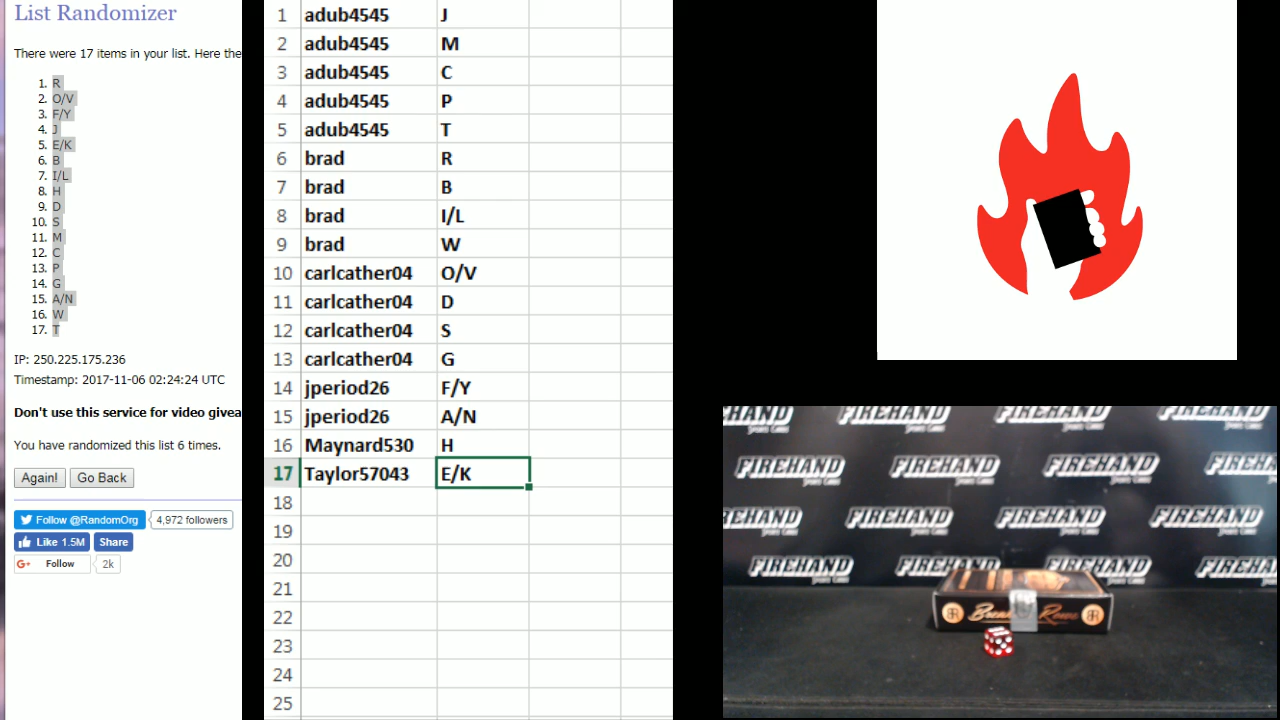 List Randomizer
There were 17 items in your list. Here the
1. R
2. O/V
3. F/Y
4. J
5. E/K
6. B
7. I/L
8. H
9. D
10. S
11. M
12. C
13. P
14. G
15. A/N
16. W
17. T
IP: 250.225.175.236
Timestamp: 2017-11-06 02:24:24 UTC
Don't use this service for video givea
You have randomized this list 6 times.
Again! Go Back
Follow @RandomOrg 4,972 followers
Like 1.5M Share
G+ Follow 2k
1 adub4545 J
2 adub4545 M
3 adub4545 C
4 adub4545 P
5 adub4545 T
6 brad R
7 brad B
8 brad I/L
9 brad W
10 carlcather04 O/V
11 carlcather04 D
12 carlcather04 S
13 carlcather04 G
14 jperiod26 F/Y
15 jperiod26 A/N
16 Maynard530 H
17 Taylor57043 E/K
18
19
20
21
22
23
24
25
FIREHAND FIREHAND FIREHAND FIREHAND
FIREHAND FIREHAND FIREHAND FIREHAND
FIREHAND FIREHAND FIREHAND FIREHAND
FIREHAND FIREHAND FIREHAND FIREHAND